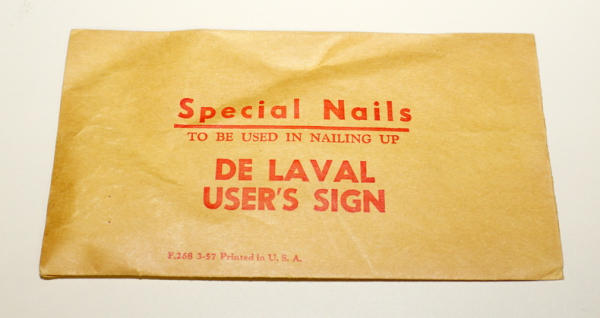 Special Nails
TO BE USED IN NAILING UP
DE LAVAL
USER'S SIGN
F.268 3-57 Printed in U. S. A.